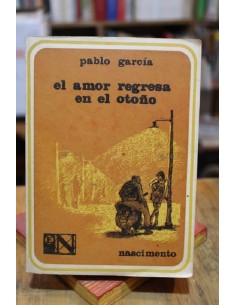 pablo garcía
el amor regresa
en el otoño
N
nascimento